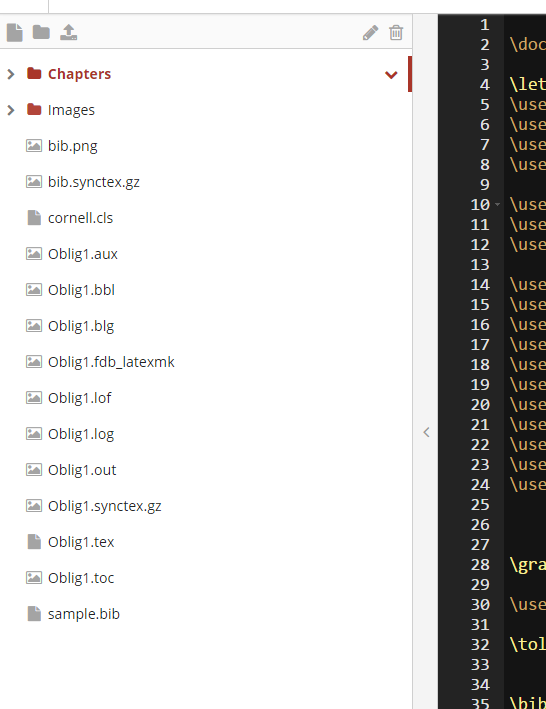 Chapters
Images
bib.png
bib.synctex.gz
cornell.cls
Oblig1.aux
Oblig1.bbl
Oblig1.blg
Oblig1.fdb_latexmk
Oblig1.lof
Oblig1.log
Oblig1.out
Oblig1.synctex.gz
Oblig1.tex
Oblig1.toc
sample.bib
1
2 \doc
3
4 \let
5 \use
6 \use
7 \use
8 \use
9
10 \use
11 \use
12 \use
13
14 \use
15 \use
16 \use
17 \use
18 \use
19 \use
20 \use
21 \use
22 \use
23 \use
24 \use
25
26
27
28 \gra
29
30 \use
31
32 \tol
33
34
35 \bib